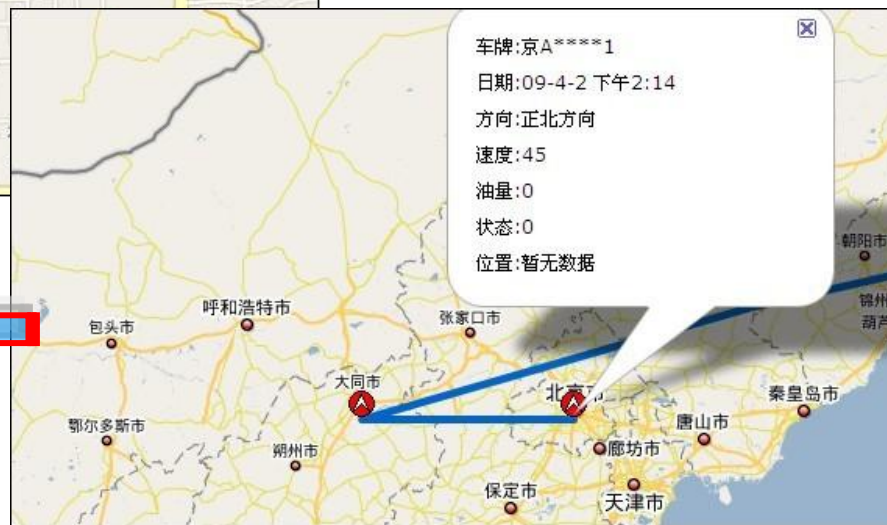 车牌:京A****1
日期:09-4-2 下午2:14
方向:正北方向
速度:45
油量:0
状态:0
位置:暂无数据
朝阳市
锦州
葫芦
呼和浩特市
包头市
张家口市
大同市
北京市
秦皇岛市
鄂尔多斯市
唐山市
朔州市
廊坊市
保定市
天津市